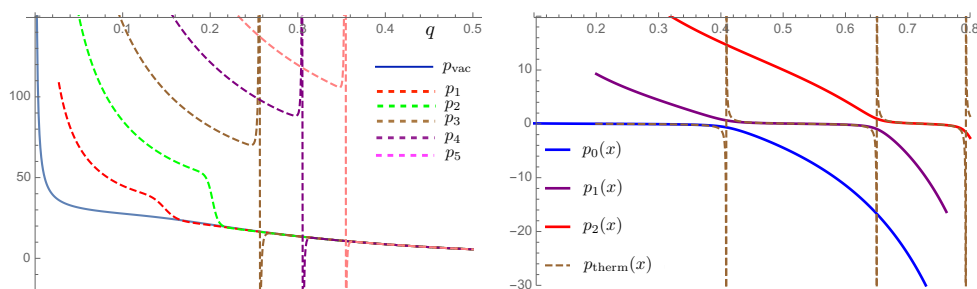 0.1 0.2 0.3 0.4 0.5
q
100
50
0
p_vac
p_1
p_2
p_3
p_4
p_5
0.2 0.3 0.4 0.5 0.6 0.7 0.8
10
0
−10
−20
−30
p_0(x)
p_1(x)
p_2(x)
p_therm(x)